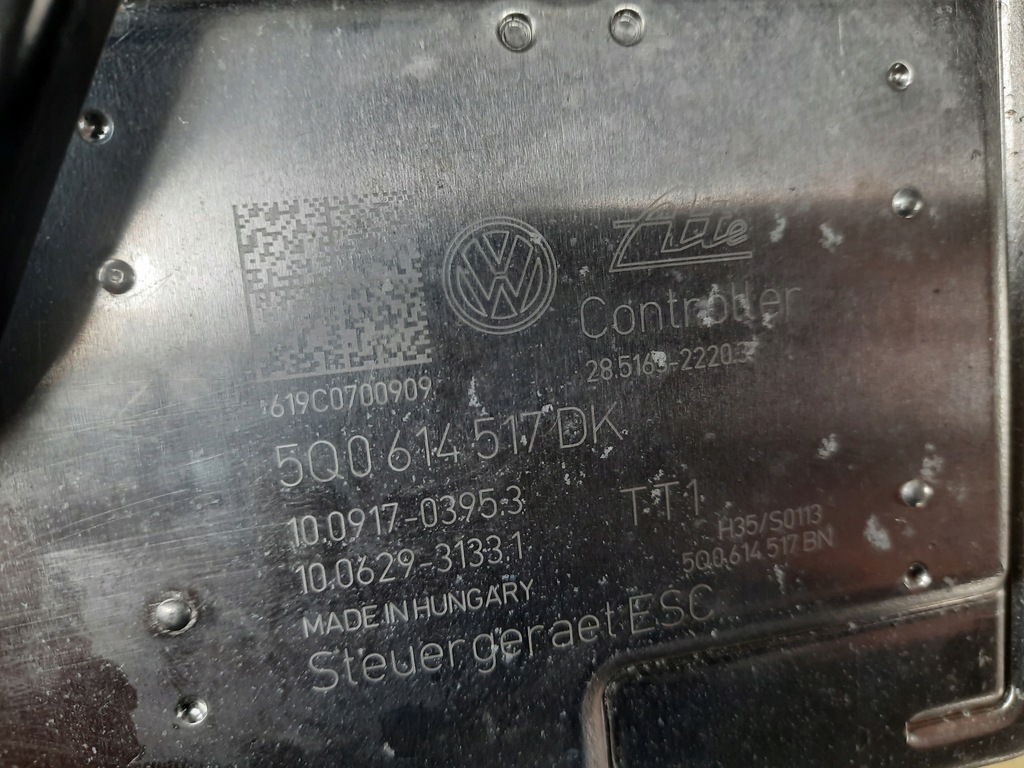 VW
Ate
Controller
28.5163-2220.3
619C0700909
5Q0 614 517 DK
10.0917-0395.3
TT1
H35/S0113
10.0629-3133.1
5Q0.614 517 BN
MADE IN HUNGARY
Steuergeraet ESC